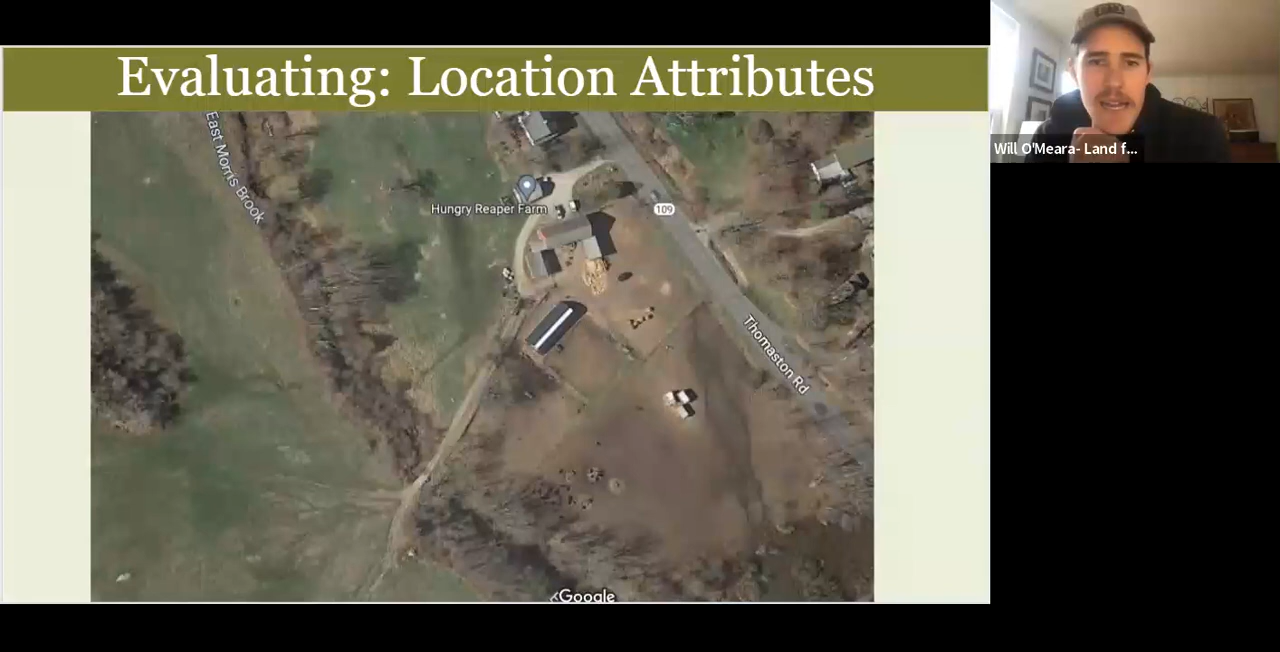 Evaluating: Location Attributes
East Morris Brook
Hungry Reaper Farm
109
Thomaston Rd
Google
Will O'Meara- Land f...